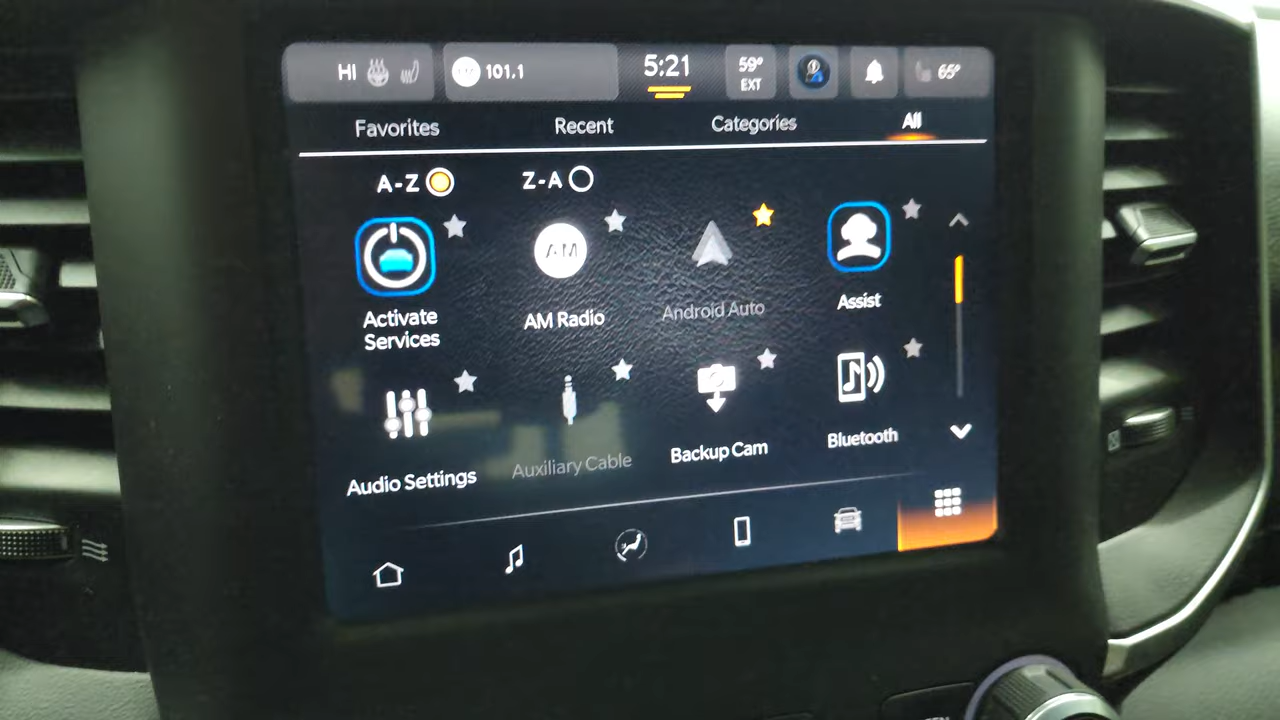 HI
101.1
5:21
59°
EXT
65°
Favorites
Recent
Categories
All
A-Z
Z-A
AM
Activate
Services
AM Radio
Android Auto
Assist
Audio Settings
Auxiliary Cable
Backup Cam
Bluetooth